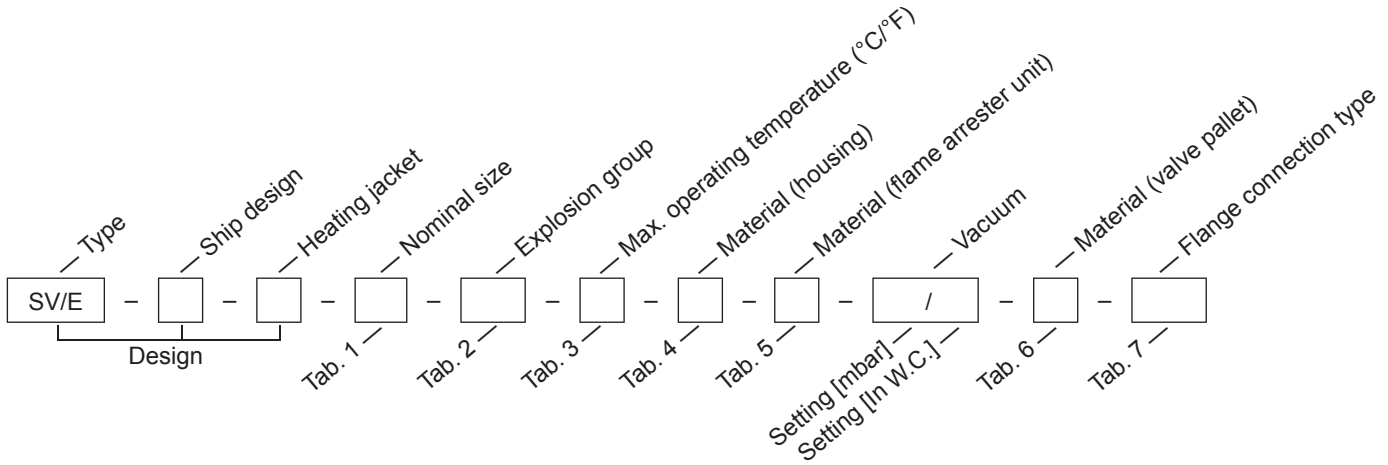 Type
Ship design
Heating jacket
Nominal size
Explosion group
Max. operating temperature (°C/°F)
Material (housing)
Material (flame arrester unit)
Vacuum
Material (valve pallet)
Flange connection type
SV/E – – – – – – – – / – –
Design
Tab. 1
Tab. 2
Tab. 3
Tab. 4
Tab. 5
Setting [mbar]
Setting [In W.C.]
Tab. 6
Tab. 7